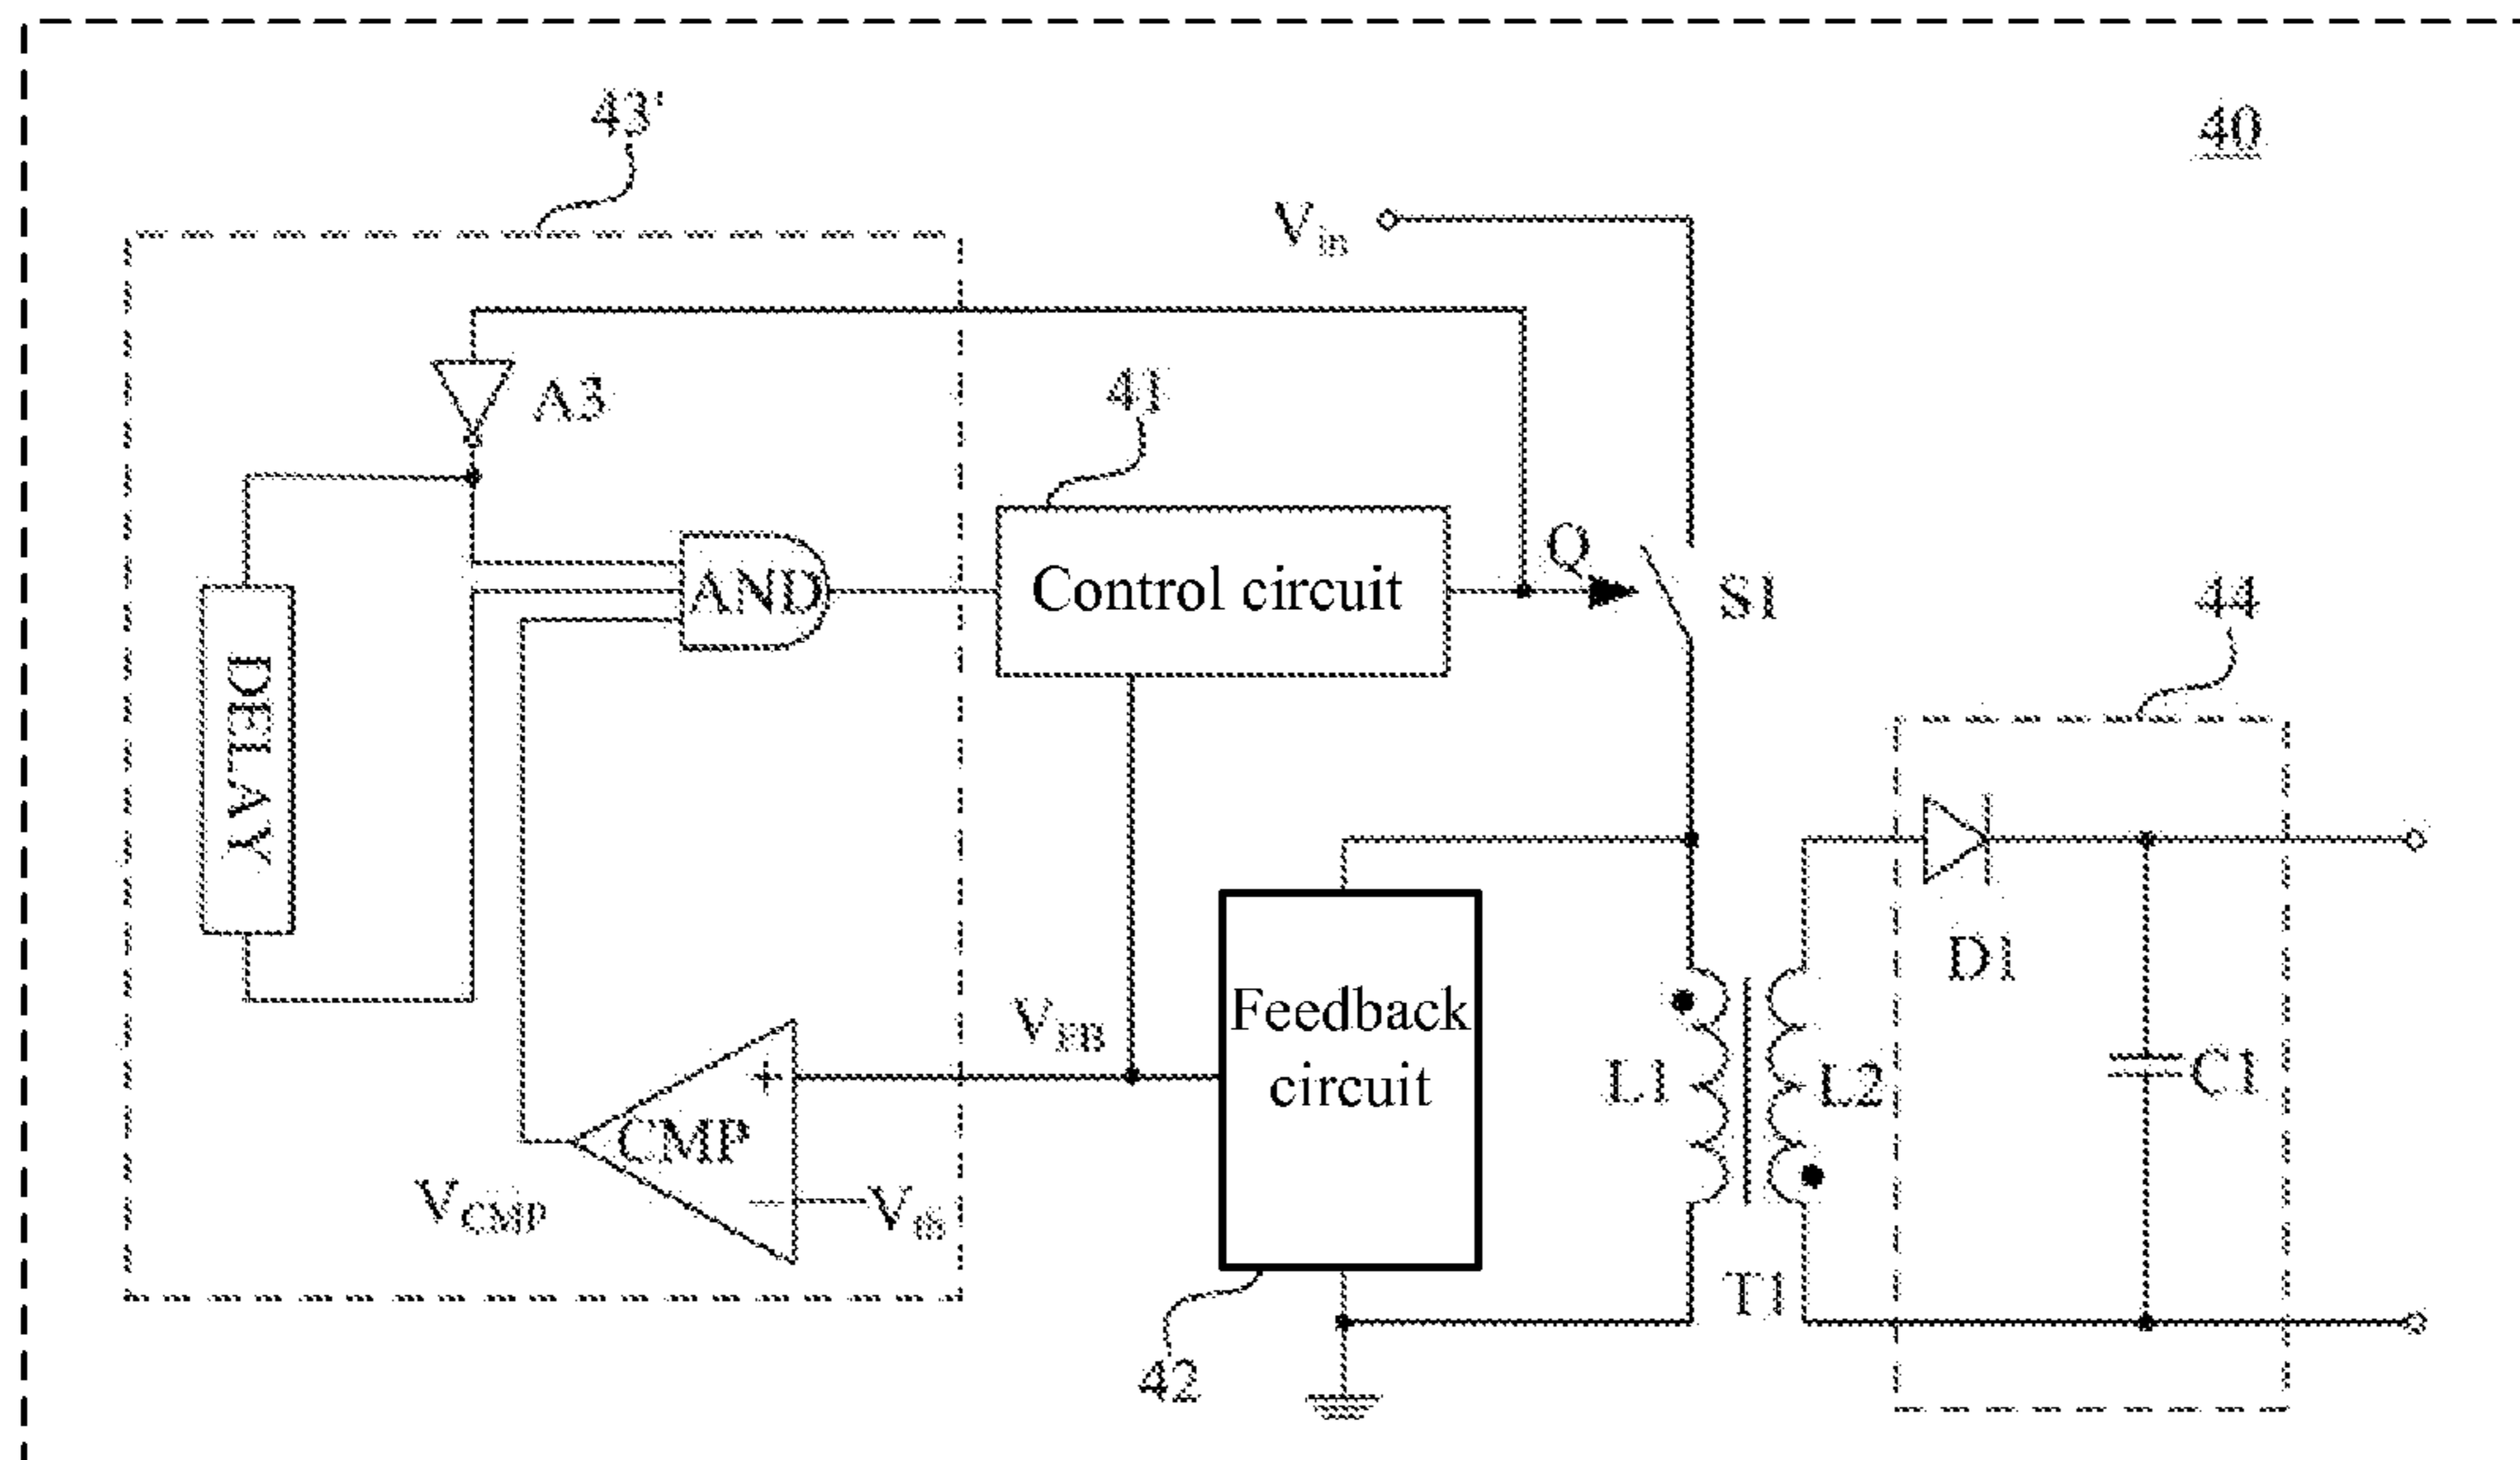 43'
40
Vin
A3
41
AND
Control circuit
Q
S1
44
DELAY
D1
VFB
Feedback
circuit
+
CMP
L1
L2
C1
VCMP
−
Vth
T1
42